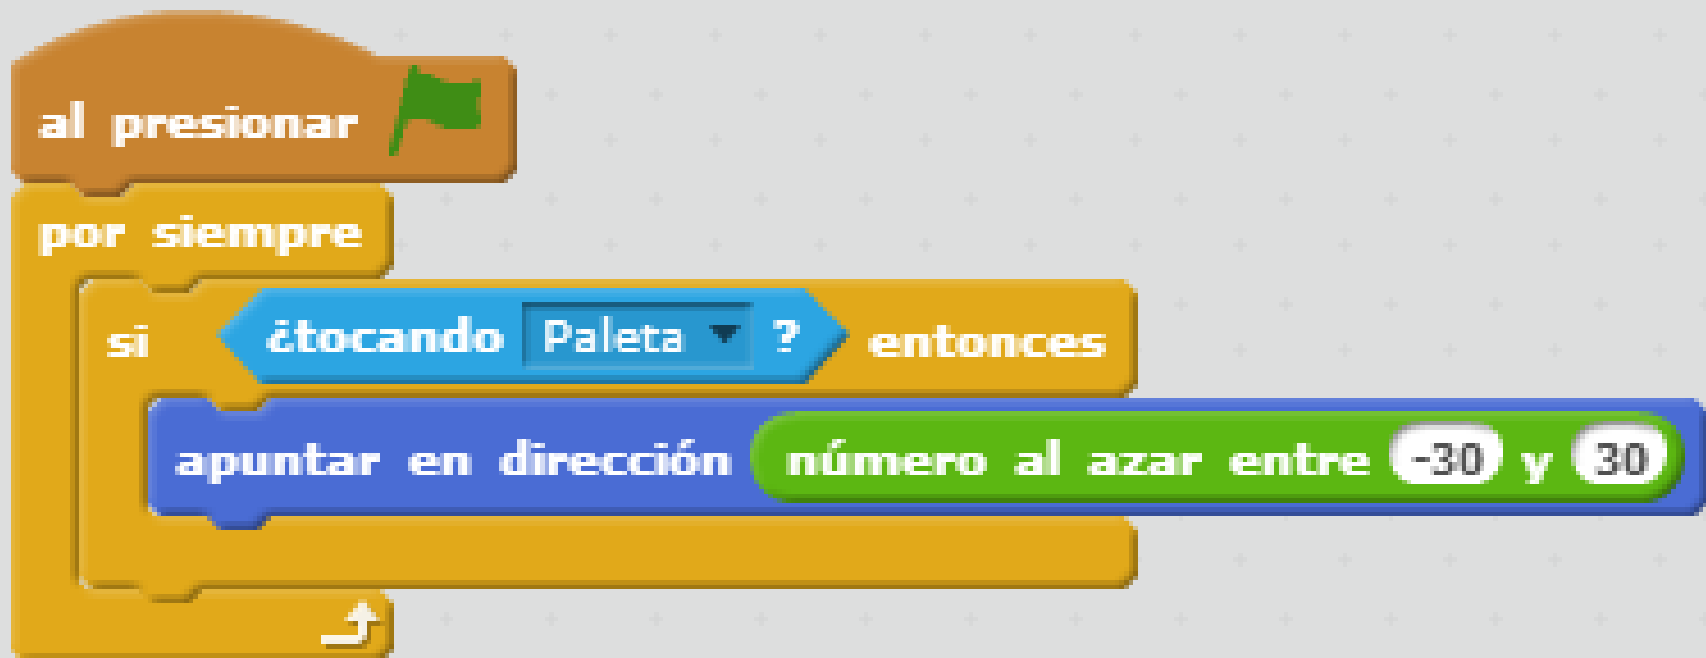 al presionar
por siempre
si ¿tocando Paleta ? entonces
apuntar en dirección número al azar entre -30 y 30